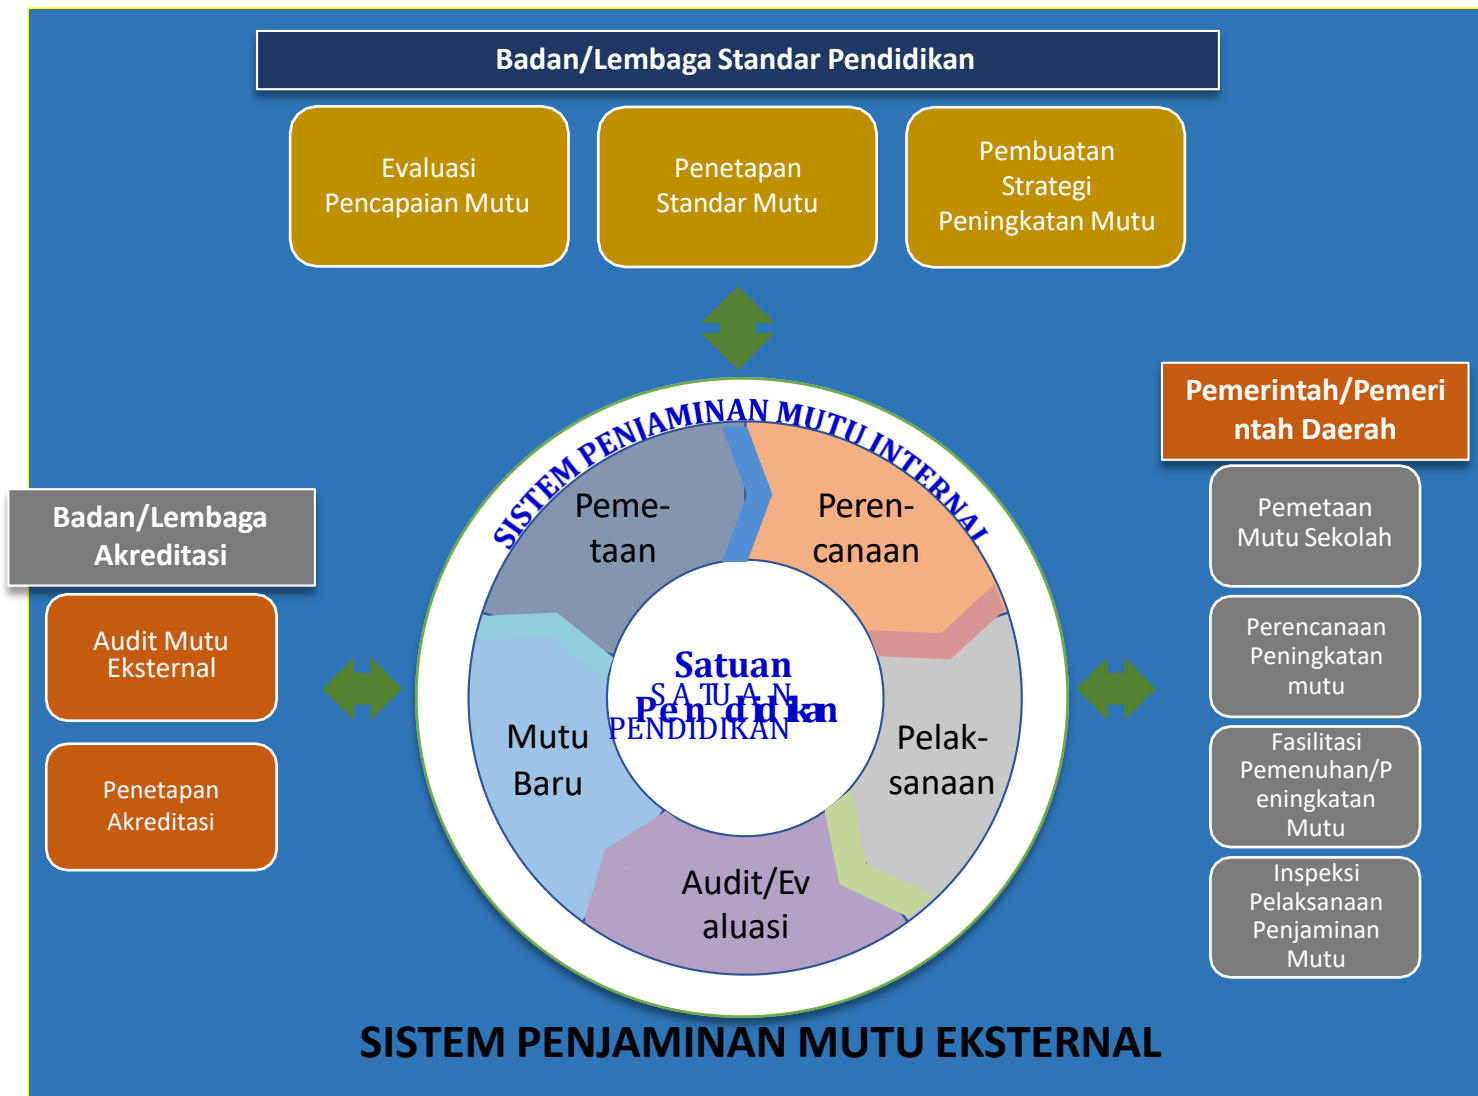 Badan/Lembaga Standar Pendidikan
Evaluasi
Pencapaian Mutu
Penetapan
Standar Mutu
Pembuatan
Strategi
Peningkatan Mutu
Pemerintah/Pemeri
ntah Daerah
Pemetaan
Mutu Sekolah
Perencanaan
Peningkatan
mutu
Fasilitasi
Pemenuhan/P
eningkatan
Mutu
Inspeksi
Pelaksanaan
Penjaminan
Mutu
Badan/Lembaga
Akreditasi
Audit Mutu
Eksternal
Penetapan
Akreditasi
SISTEM PENJAMINAN MUTU INTERNAL
Peme-
taan
Peren-
canaan
Pelak-
sanaan
Audit/Ev
aluasi
Mutu
Baru
Satuan
Pendidikan
SATUAN
PENDIDIKAN
SISTEM PENJAMINAN MUTU EKSTERNAL